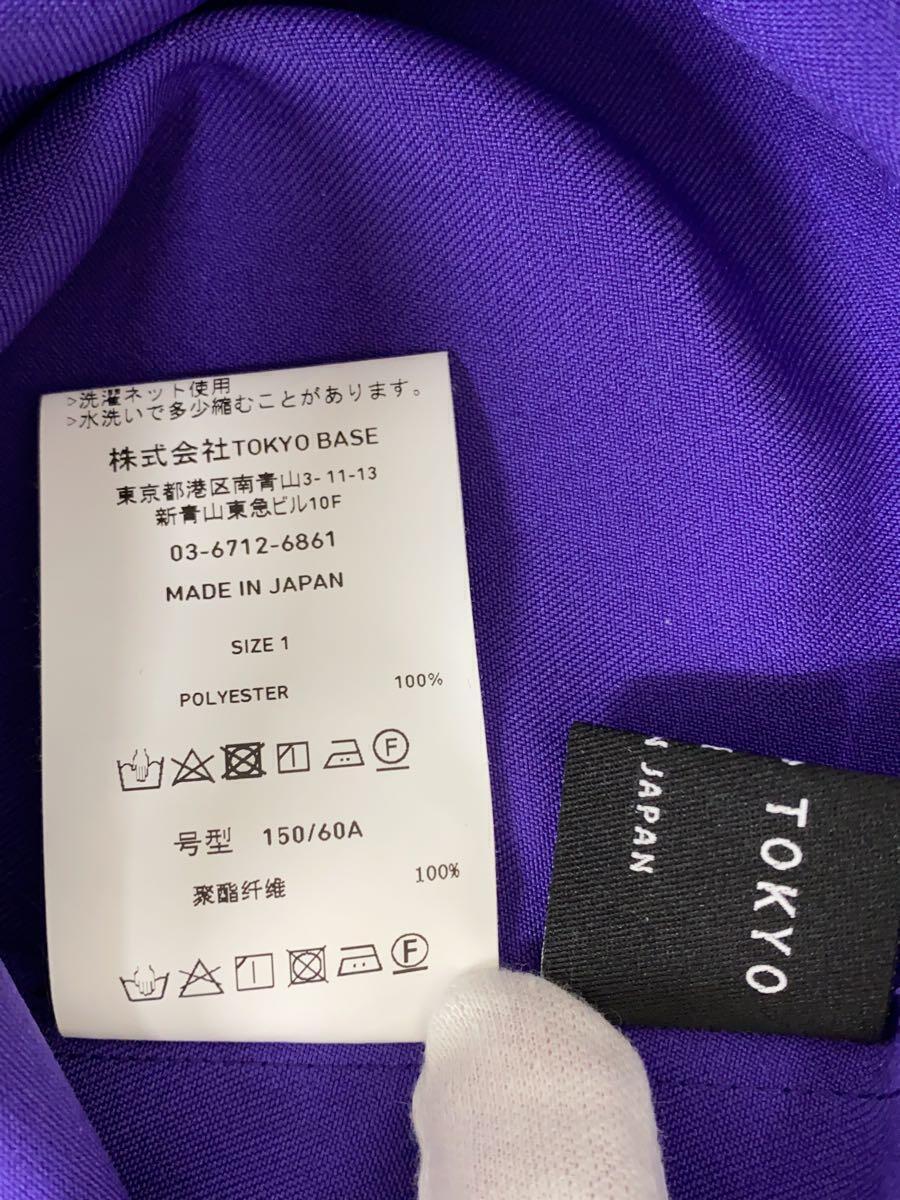 >洗濯ネット使用
>水洗いで多少縮むことがあります。
株式会社TOKYO BASE
東京都港区南青山3-11-13
新青山東急ビル10F
03-6712-6861
MADE IN JAPAN
SIZE 1
POLYESTER 100%
F
号型 150/60A
聚酯纤维 100%
F
TOKYO
N JAPAN